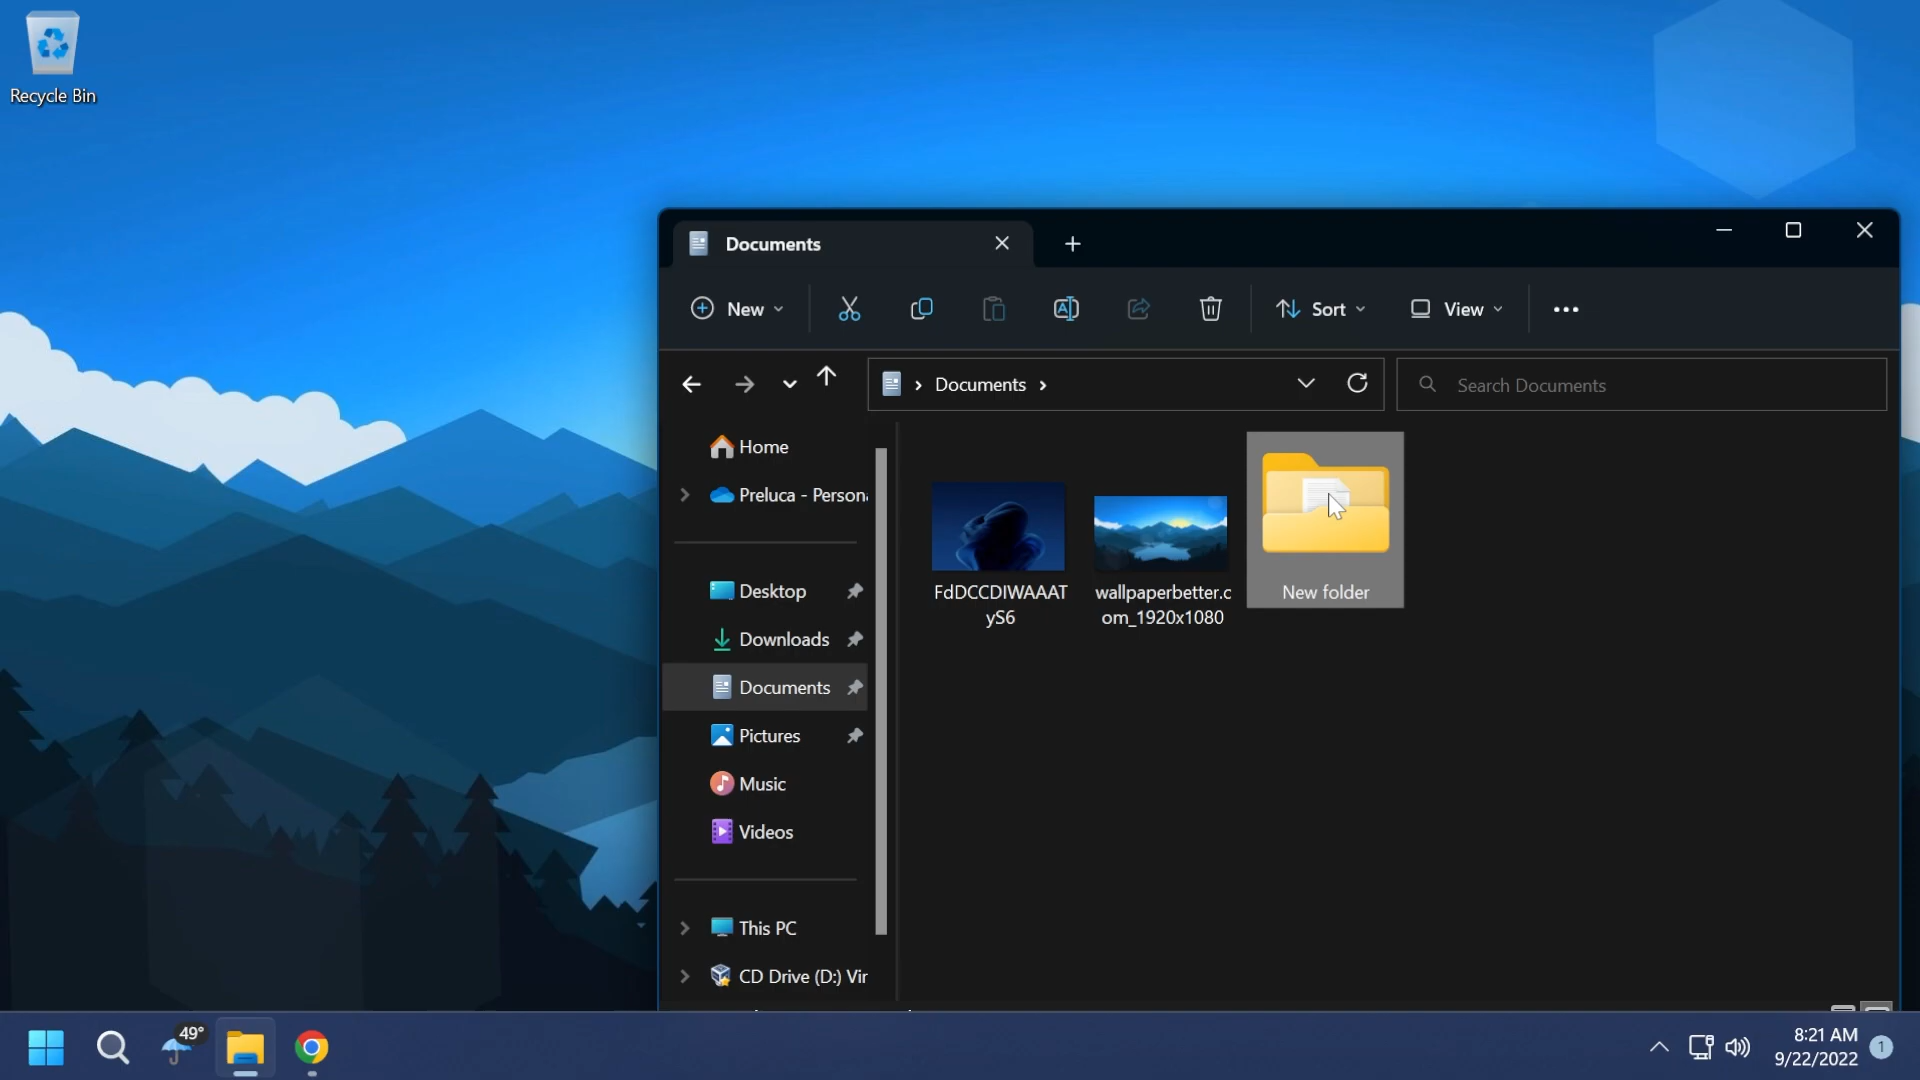 Recycle Bin
Documents
New
Sort
View
Documents
Search Documents
Home
Preluca - Person
Desktop
Downloads
Documents
Pictures
Music
Videos
This PC
CD Drive (D:) Vir
FdDCCDIWAAAT
yS6
wallpaperbetter.c
om_1920x1080
New folder
49°
8:21 AM
9/22/2022
1